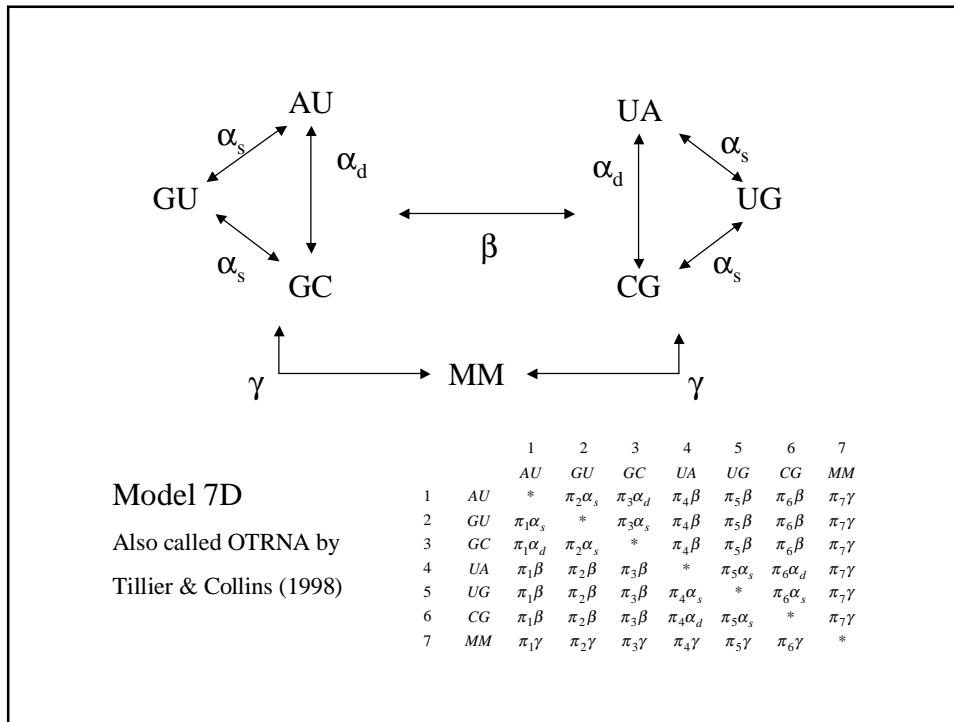 AU UA
αs αd αd αs
GU UG
β
αs αs
GC CG
γ MM γ
Model 7D
Also called OTRNA by
Tillier & Collins (1998)
1 2 3 4 5 6 7
AU GU GC UA UG CG MM
1 AU * π₂αₛ π₃α_d π₄β π₅β π₆β π₇γ
2 GU π₁αₛ * π₃αₛ π₄β π₅β π₆β π₇γ
3 GC π₁α_d π₂αₛ * π₄β π₅β π₆β π₇γ
4 UA π₁β π₂β π₃β * π₅αₛ π₆α_d π₇γ
5 UG π₁β π₂β π₃β π₄αₛ * π₆αₛ π₇γ
6 CG π₁β π₂β π₃β π₄α_d π₅αₛ * π₇γ
7 MM π₁γ π₂γ π₃γ π₄γ π₅γ π₆γ *